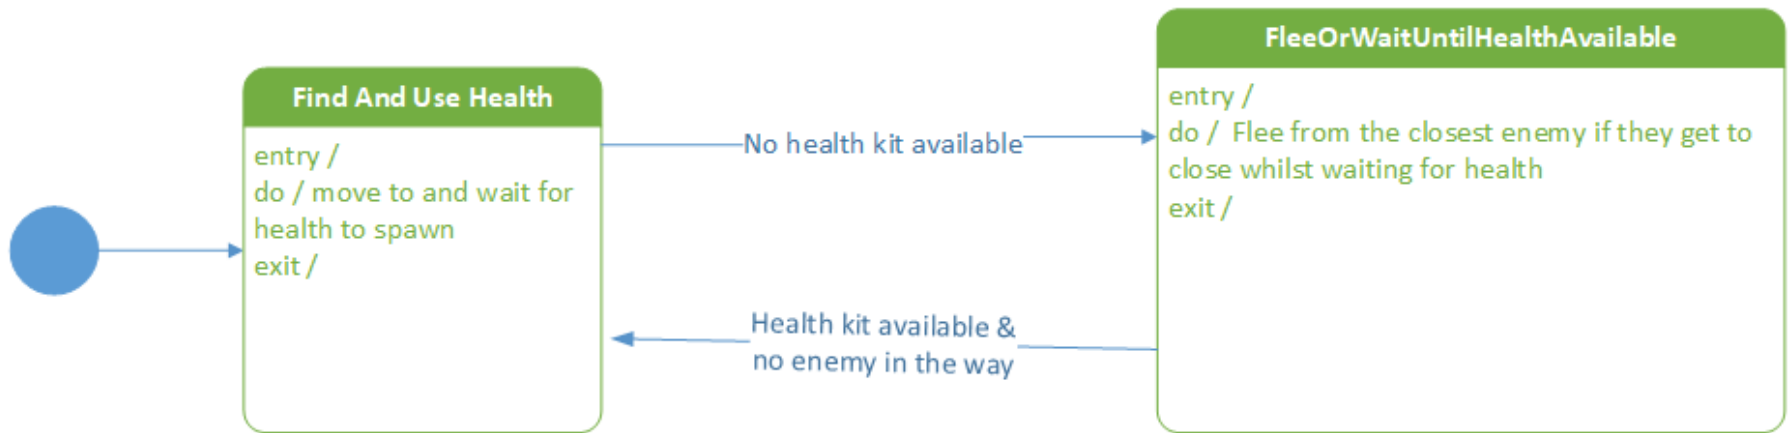 Find And Use Health
entry /
do / move to and wait for
health to spawn
exit /
No health kit available
Health kit available &
no enemy in the way
FleeOrWaitUntilHealthAvailable
entry /
do /  Flee from the closest enemy if they get to
close whilst waiting for health
exit /